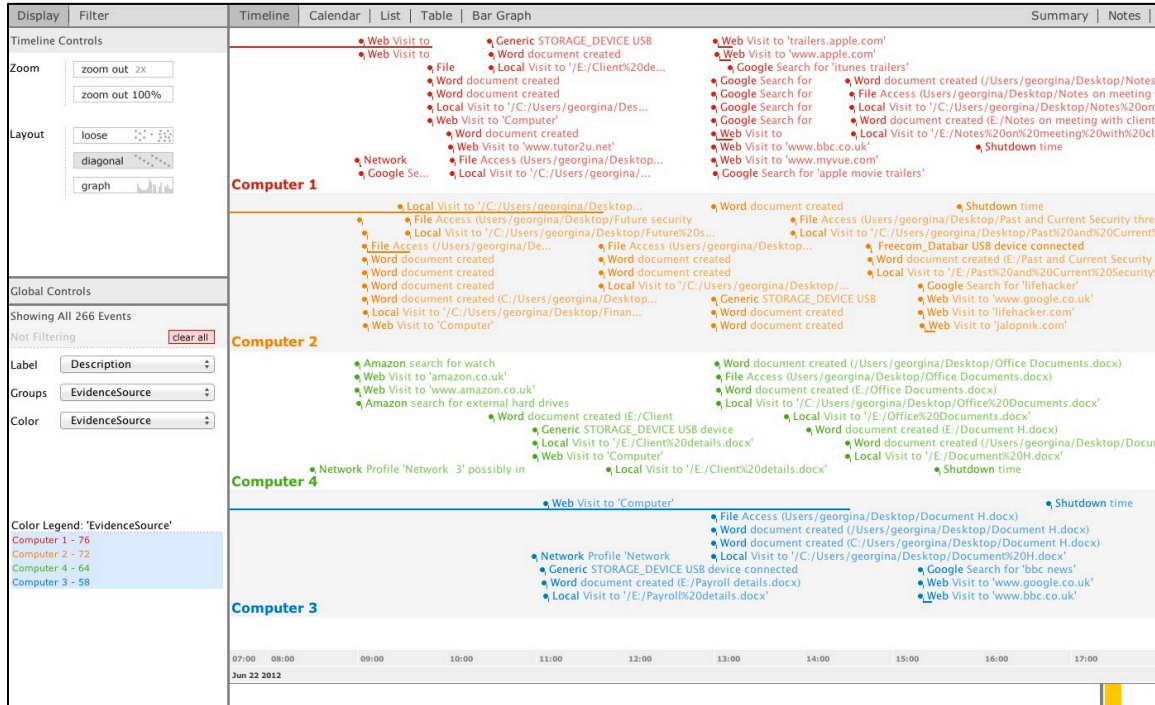 Display Filter Timeline Calendar List Table Bar Graph Summary Notes
Timeline Controls
Zoom
zoom out 2X
zoom out 100%
Layout
loose
diagonal
graph
Global Controls
Showing All 266 Events
Not Filtering clear all
Label Description
Groups EvidenceSource
Color EvidenceSource
Color Legend: 'EvidenceSource'
Computer 1 - 76
Computer 2 - 72
Computer 4 - 64
Computer 3 - 58
Web Visit to Generic STORAGE_DEVICE USB Web Visit to 'trailers.apple.com'
Web Visit to Word document created Web Visit to 'www.apple.com'
File Local Visit to '/E:/Client%20de... Google Search for 'itunes trailers'
Word document created Google Search for Word document created (/Users/georgina/Desktop/Notes
Word document created Google Search for File Access (Users/georgina/Desktop/Notes on meeting
Local Visit to '/C:/Users/georgina/Des... Google Search for Local Visit to '/C:/Users/georgina/Desktop/Notes%20on
Web Visit to 'Computer' Google Search for Word document created (E:/Notes on meeting with client
Word document created Web Visit to Local Visit to '/E:/Notes%20on%20meeting%20with%20cl
Web Visit to 'www.tutor2u.net' Web Visit to 'www.bbc.co.uk' Shutdown time
Network File Access (Users/georgina/Desktop... Web Visit to 'www.myvue.com'
Google Se... Local Visit to '/C:/Users/georgina/... Google Search for 'apple movie trailers'
Computer 1
Local Visit to '/C:/Users/georgina/Desktop... Word document created Shutdown time
File Access (Users/georgina/Desktop/Future security File Access (Users/georgina/Desktop/Past and Current Security thre
Local Visit to '/C:/Users/georgina/Desktop/Future%20s... Local Visit to '/C:/Users/georgina/Desktop/Past%20and%20Current%
File Access (/Users/georgina/De... File Access (Users/georgina/Desktop... Freecom_Databar USB device connected
Word document created Word document created Word document created (E:/Past and Current Security
Word document created Word document created Local Visit to '/E:/Past%20and%20Current%20Security%
Word document created Local Visit to '/C:/Users/georgina/Desktop/... Google Search for 'lifehacker'
Word document created (C:/Users/georgina/Desktop... Generic STORAGE_DEVICE USB Web Visit to 'www.google.co.uk'
Local Visit to '/C:/Users/georgina/Desktop/Finan... Word document created Web Visit to 'lifehacker.com'
Web Visit to 'Computer' Word document created Web Visit to 'jalopnik.com'
Computer 2
Amazon search for watch Word document created (/Users/georgina/Desktop/Office Documents.docx)
Web Visit to 'amazon.co.uk' File Access (Users/georgina/Desktop/Office Documents.docx)
Web Visit to 'www.amazon.co.uk' Word document created (E:/Office Documents.docx)
Amazon search for external hard drives Local Visit to '/C:/Users/georgina/Desktop/Office%20Documents.docx'
Word document created (E:/Client Local Visit to '/E:/Office%20Documents.docx'
Generic STORAGE_DEVICE USB device Word document created (E:/Document H.docx)
Local Visit to '/E:/Client%20details.docx' Word document created (/Users/georgina/Desktop/Docu
Web Visit to 'Computer' Local Visit to '/E:/Document%20H.docx'
Network Profile 'Network 3' possibly in Local Visit to '/E:/Client%20details.docx' Shutdown time
Computer 4
Web Visit to 'Computer' Shutdown time
File Access (Users/georgina/Desktop/Document H.docx)
Word document created (/Users/georgina/Desktop/Document H.docx)
Word document created (C:/Users/georgina/Desktop/Document H.docx)
Network Profile 'Network Local Visit to '/C:/Users/georgina/Desktop/Document%20H.docx'
Generic STORAGE_DEVICE USB device connected Google Search for 'bbc news'
Word document created (E:/Payroll details.docx) Web Visit to 'www.google.co.uk'
Local Visit to '/E:/Payroll%20details.docx' Web Visit to 'www.bbc.co.uk'
Computer 3
07:00 08:00 09:00 10:00 11:00 12:00 13:00 14:00 15:00 16:00 17:00
Jun 22 2012